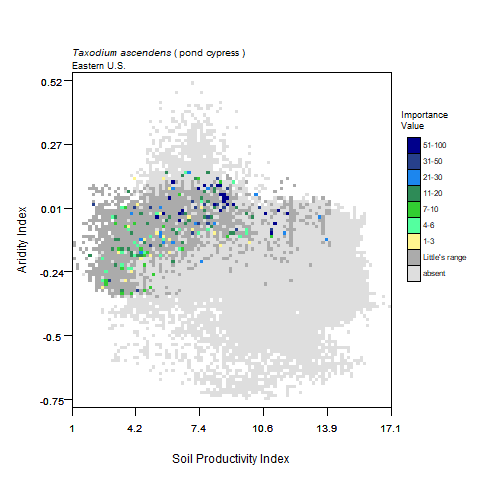 Taxodium ascendens ( pond cypress )
Eastern U.S.
0.52
0.27
0.01
-0.24
-0.5
-0.75
Aridity Index
1 4.2 7.4 10.6 13.9 17.1
Soil Productivity Index
Importance
Value
51-100
31-50
21-30
11-20
7-10
4-6
1-3
Little's range
absent